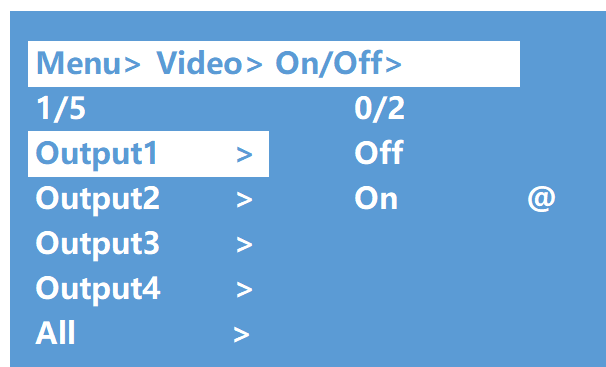 Menu> Video> On/Off>
1/5 0/2
Output1 > Off
Output2 > On @
Output3 >
Output4 >
All >